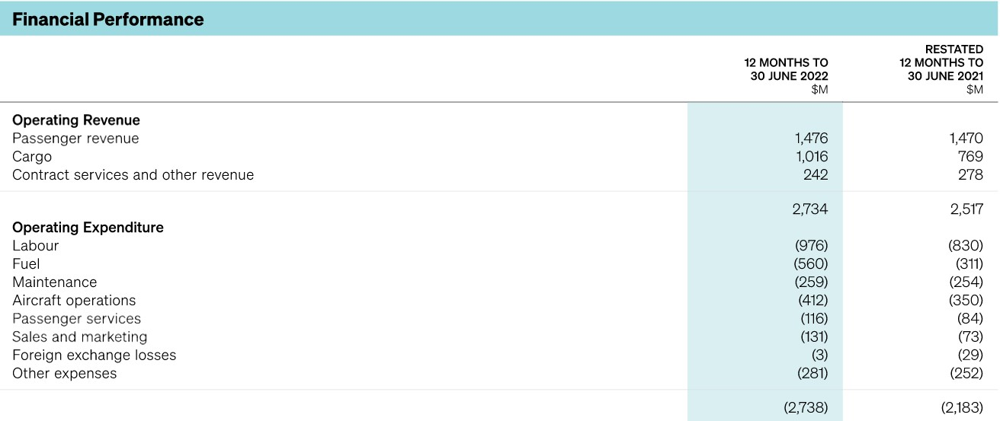 Financial Performance
RESTATED
12 MONTHS TO 12 MONTHS TO
30 JUNE 2022 30 JUNE 2021
$M $M
Operating Revenue
Passenger revenue 1,476 1,470
Cargo 1,016 769
Contract services and other revenue 242 278
2,734 2,517
Operating Expenditure
Labour (976) (830)
Fuel (560) (311)
Maintenance (259) (254)
Aircraft operations (412) (350)
Passenger services (116) (84)
Sales and marketing (131) (73)
Foreign exchange losses (3) (29)
Other expenses (281) (252)
(2,738) (2,183)